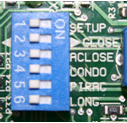 ON
1 2 3 4 5 6
SETUP
CLOSE
ACLOSE
CONDO
PIRAC
LONG